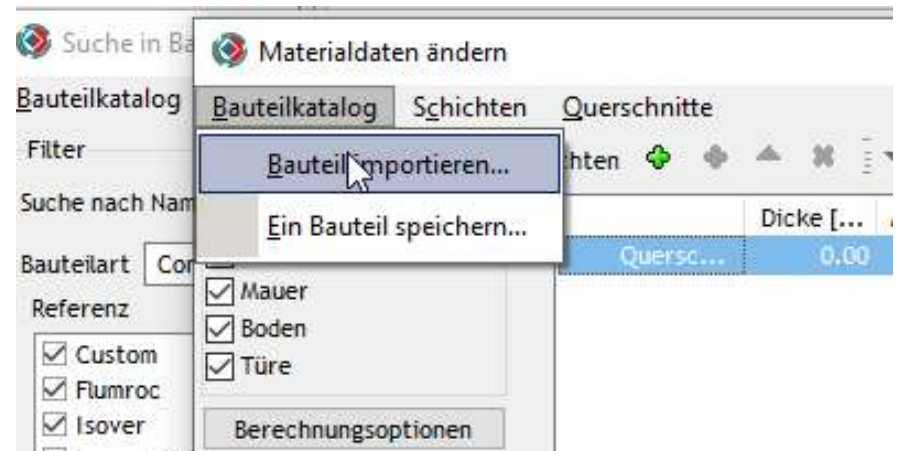 Suche in Ba
Materialdaten ändern
Bauteilkatalog
Bauteilkatalog Schichten Querschnitte
Filter
Bauteil importieren...
hten
Suche nach Nam
Ein Bauteil speichern...
Dicke [...
Bauteilart Cor
Quersc... 0.00
Mauer
Referenz
Boden
Custom
Türe
Flumroc
Isover
Berechnungsoptionen